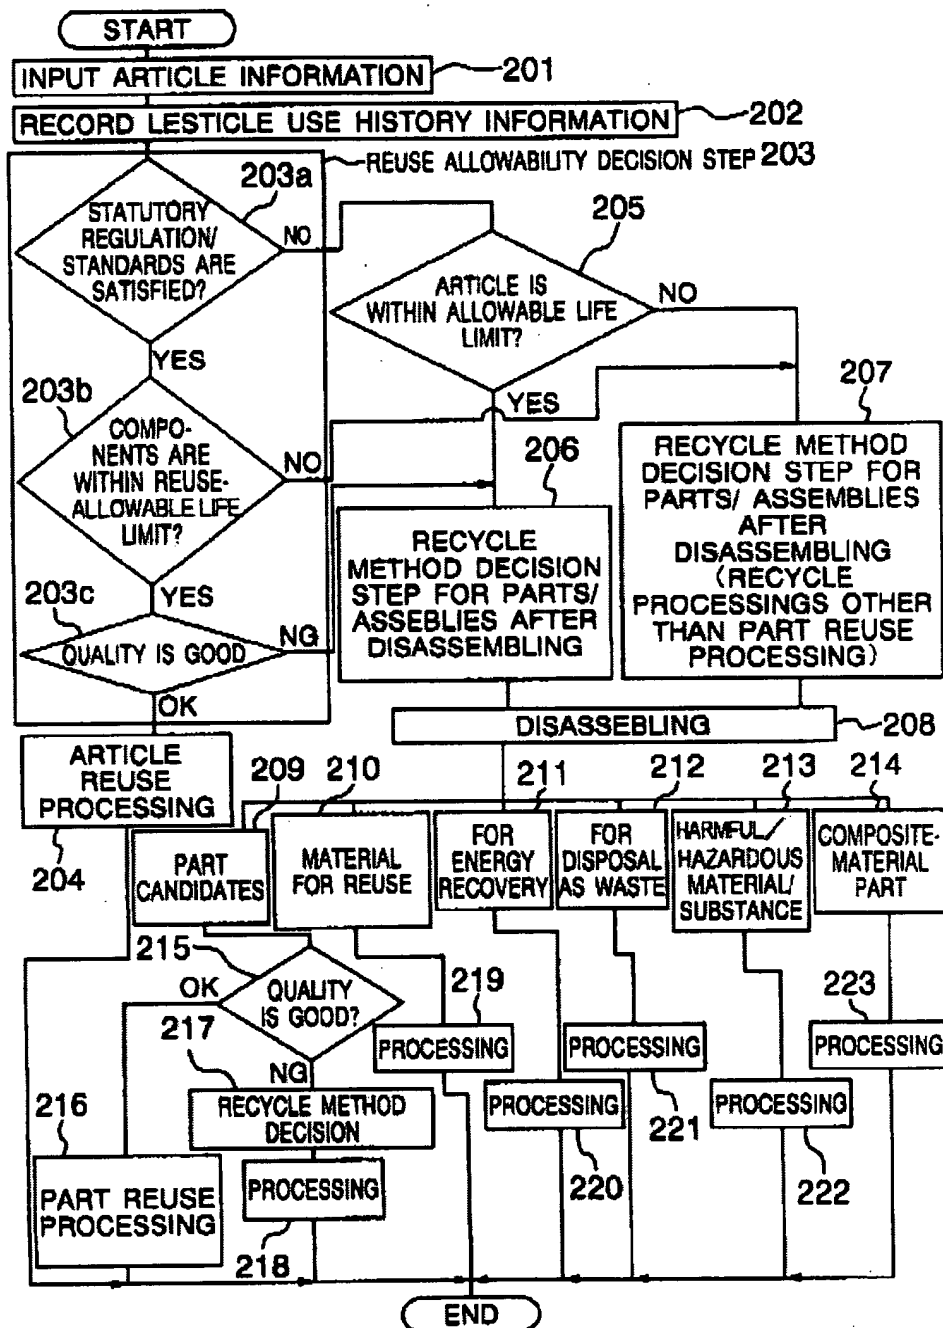 START
INPUT ARTICLE INFORMATION
201
RECORD LESTICLE USE HISTORY INFORMATION
202
REUSE ALLOWABILITY DECISION STEP 203
203a
STATUTORY
REGULATION/
STANDARDS ARE
SATISFIED?
NO
YES
205
ARTICLE IS
WITHIN ALLOWABLE LIFE
LIMIT?
NO
YES
203b
COMPO-
NENTS ARE
WITHIN REUSE-
ALLOWABLE LIFE
LIMIT?
NO
YES
206
RECYCLE
METHOD DECISION
STEP FOR PARTS/
ASSEBLIES AFTER
DISASSEMBLING
207
RECYCLE METHOD
DECISION STEP FOR
PARTS/ ASSEMBLIES
AFTER
DISASSEMBLING
(RECYCLE
PROCESSINGS OTHER
THAN PART REUSE
PROCESSING)
203c
QUALITY IS GOOD
NG
OK
DISASSEBLING
208
ARTICLE
REUSE
PROCESSING
204
209
PART
CANDIDATES
210
MATERIAL
FOR REUSE
211
FOR
ENERGY
RECOVERY
212
FOR
DISPOSAL
AS WASTE
213
HARMFUL/
HAZARDOUS
MATERIAL/
SUBSTANCE
214
COMPOSITE-
MATERIAL
PART
215
QUALITY
IS GOOD?
OK
NG
217
RECYCLE METHOD
DECISION
216
PART REUSE
PROCESSING
PROCESSING
218
219
PROCESSING
PROCESSING
220
PROCESSING
221
PROCESSING
222
223
PROCESSING
END